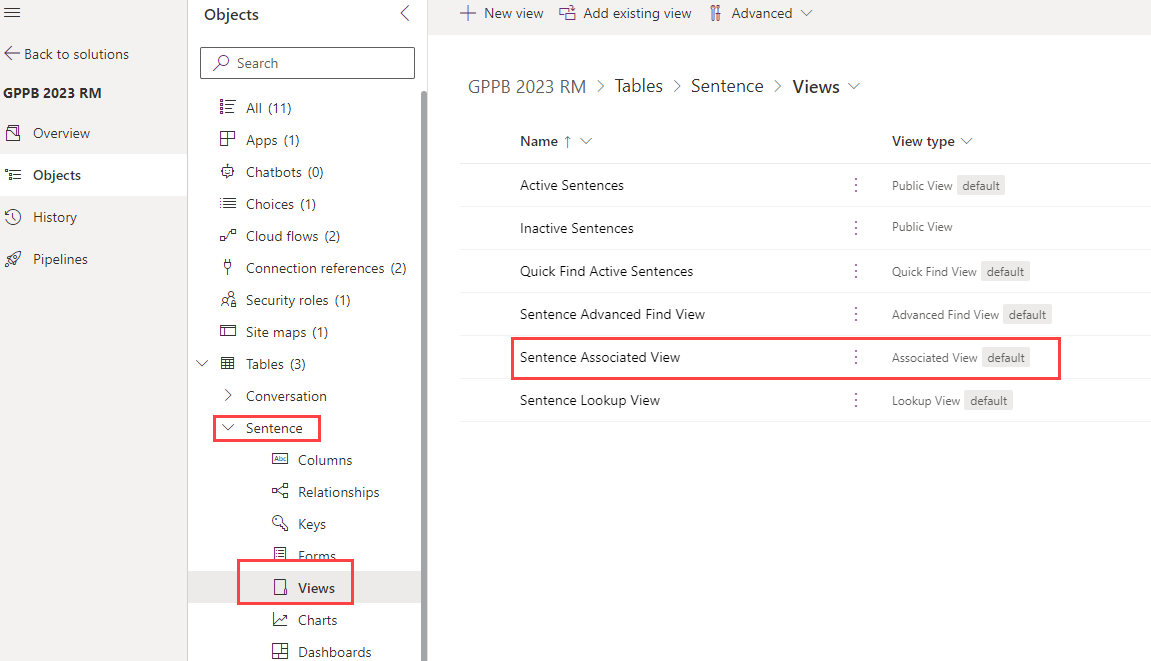 Back to solutions
GPPB 2023 RM
Overview
Objects
History
Pipelines
Objects
Search
All (11)
Apps (1)
Chatbots (0)
Choices (1)
Cloud flows (2)
Connection references (2)
Security roles (1)
Site maps (1)
Tables (3)
Conversation
Sentence
Abc Columns
Relationships
Keys
Forms
Views
Charts
Dashboards
New view Add existing view Advanced
GPPB 2023 RM > Tables > Sentence > Views
Name ↑ View type
Active Sentences Public View default
Inactive Sentences Public View
Quick Find Active Sentences Quick Find View default
Sentence Advanced Find View Advanced Find View default
Sentence Associated View Associated View default
Sentence Lookup View Lookup View default